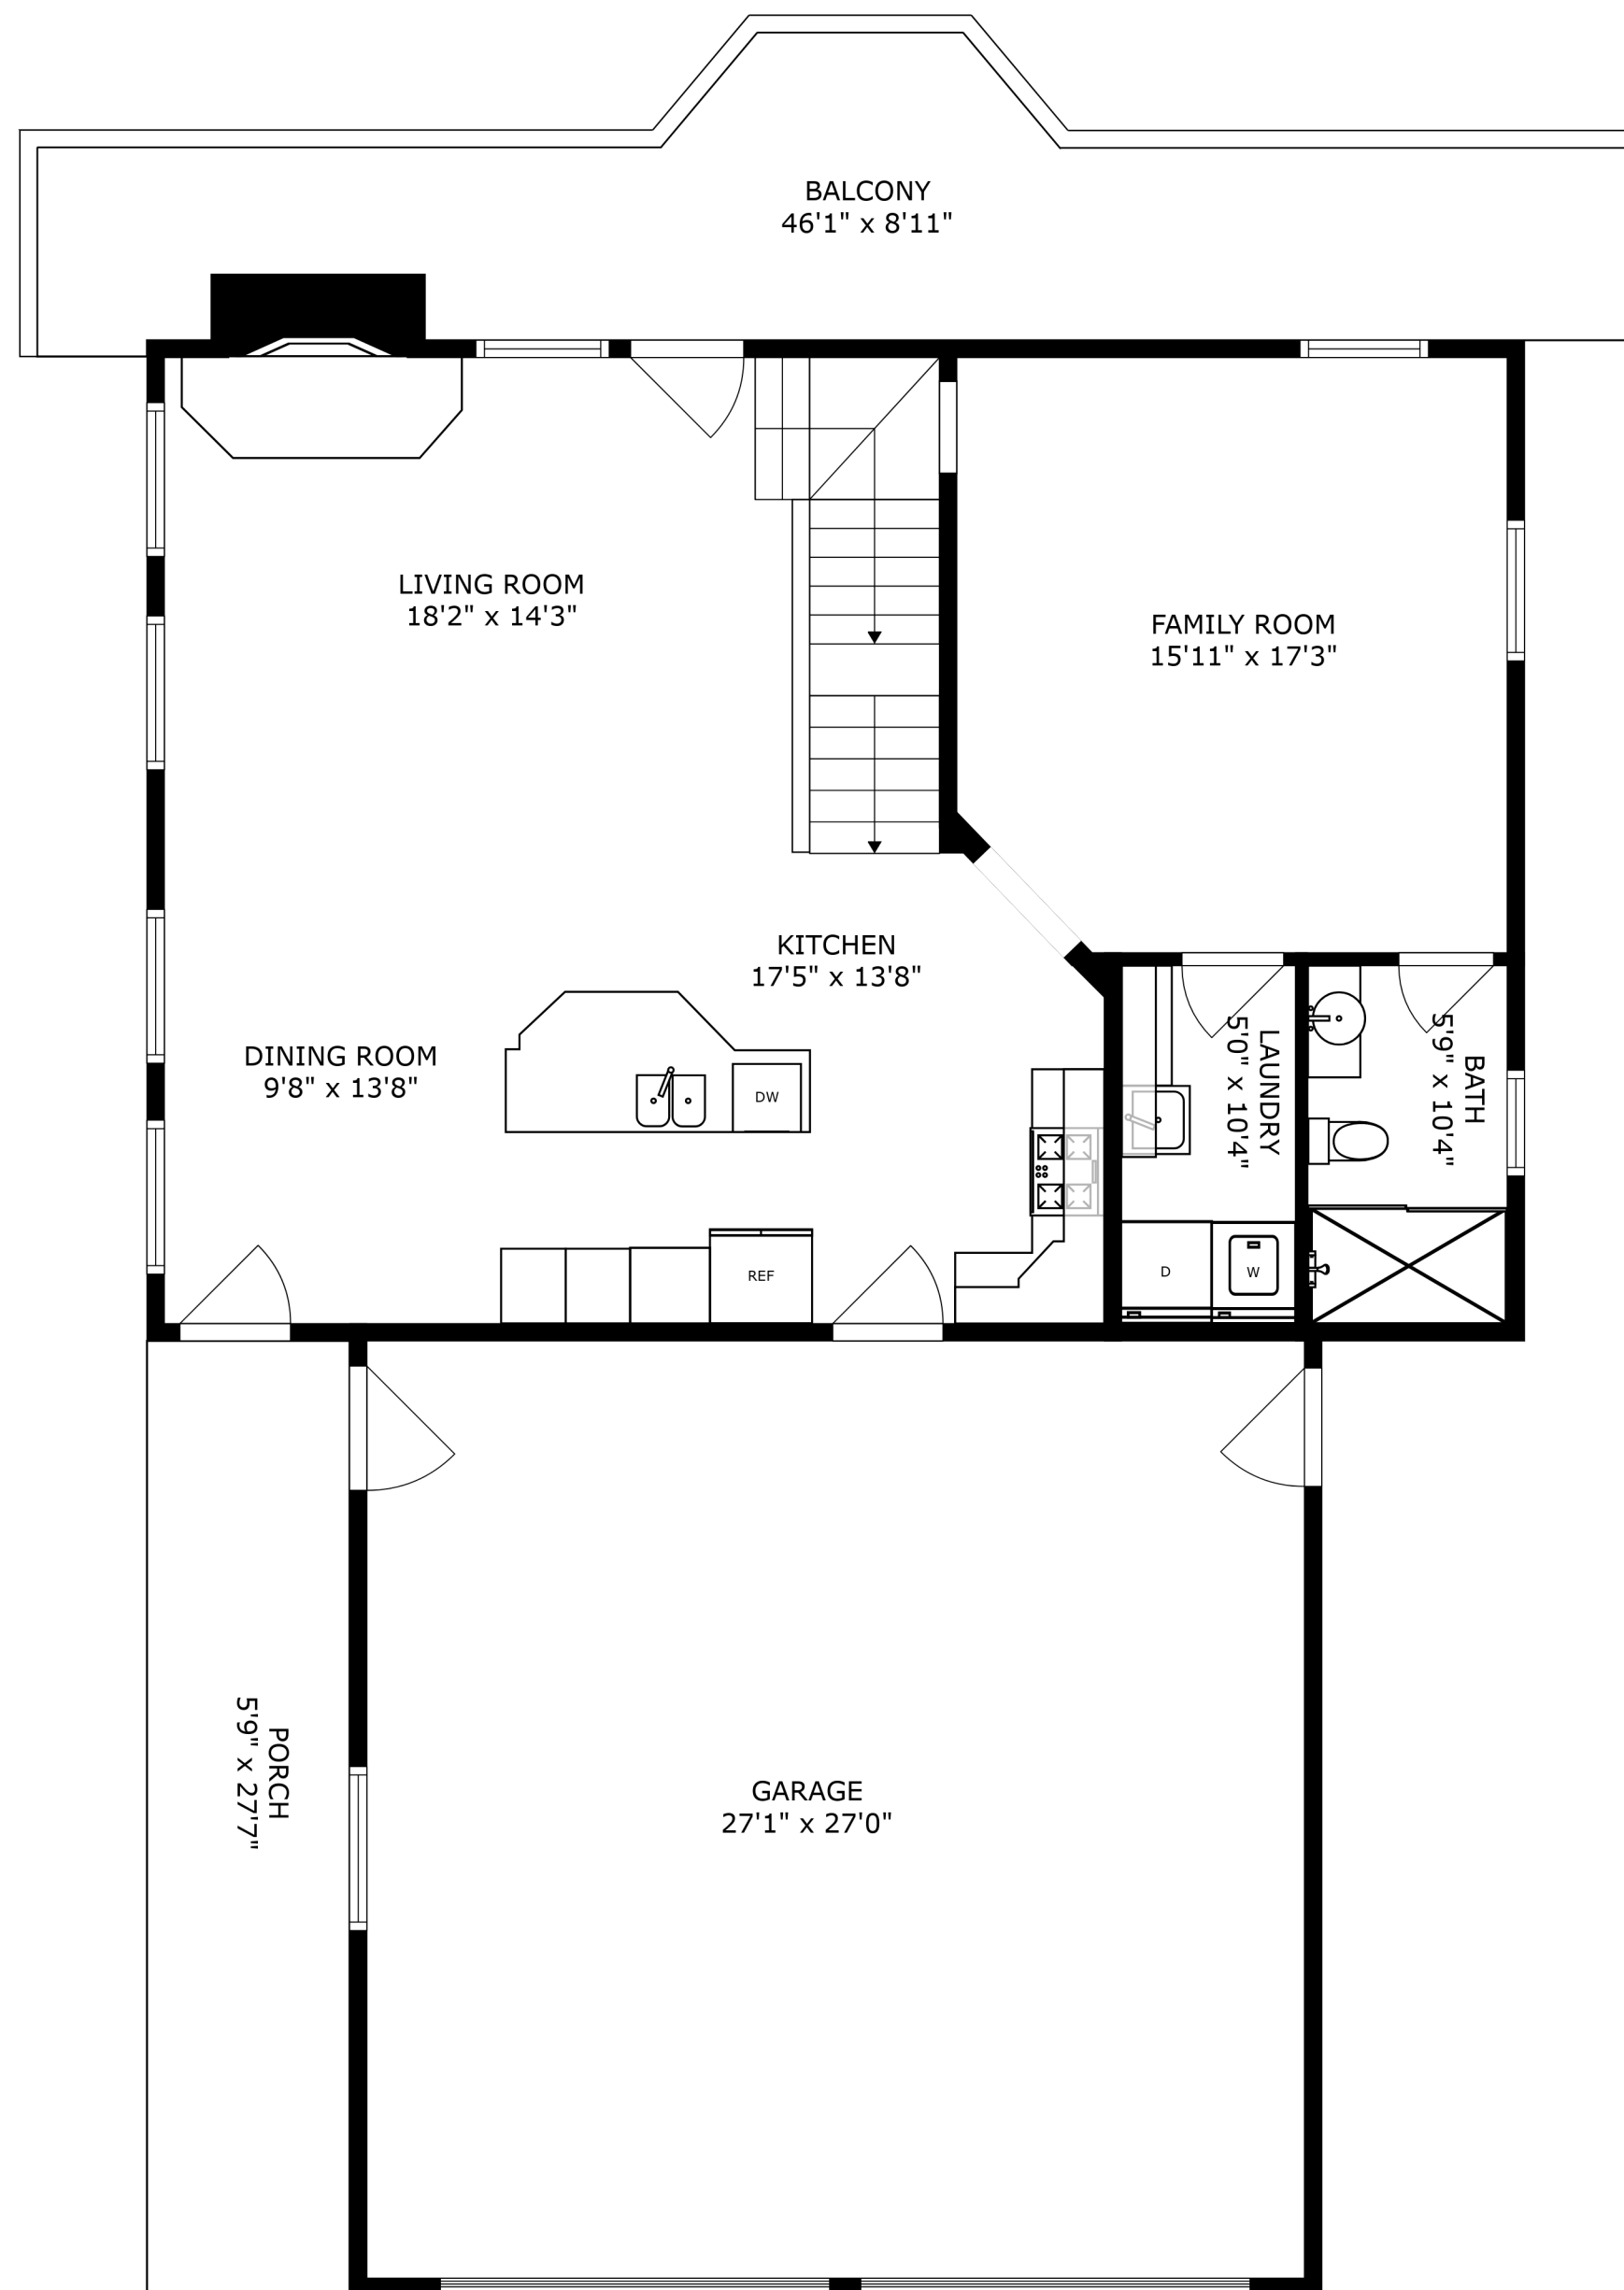 BALCONY
46'1" x 8'11"
LIVING ROOM
18'2" x 14'3"
FAMILY ROOM
15'11" x 17'3"
KITCHEN
17'5" x 13'8"
DINING ROOM
9'8" x 13'8"
DW
LAUNDRY
5'0" x 10'4"
BATH
5'9" x 10'4"
REF
D
W
PORCH
5'9" x 27'7"
GARAGE
27'1" x 27'0"